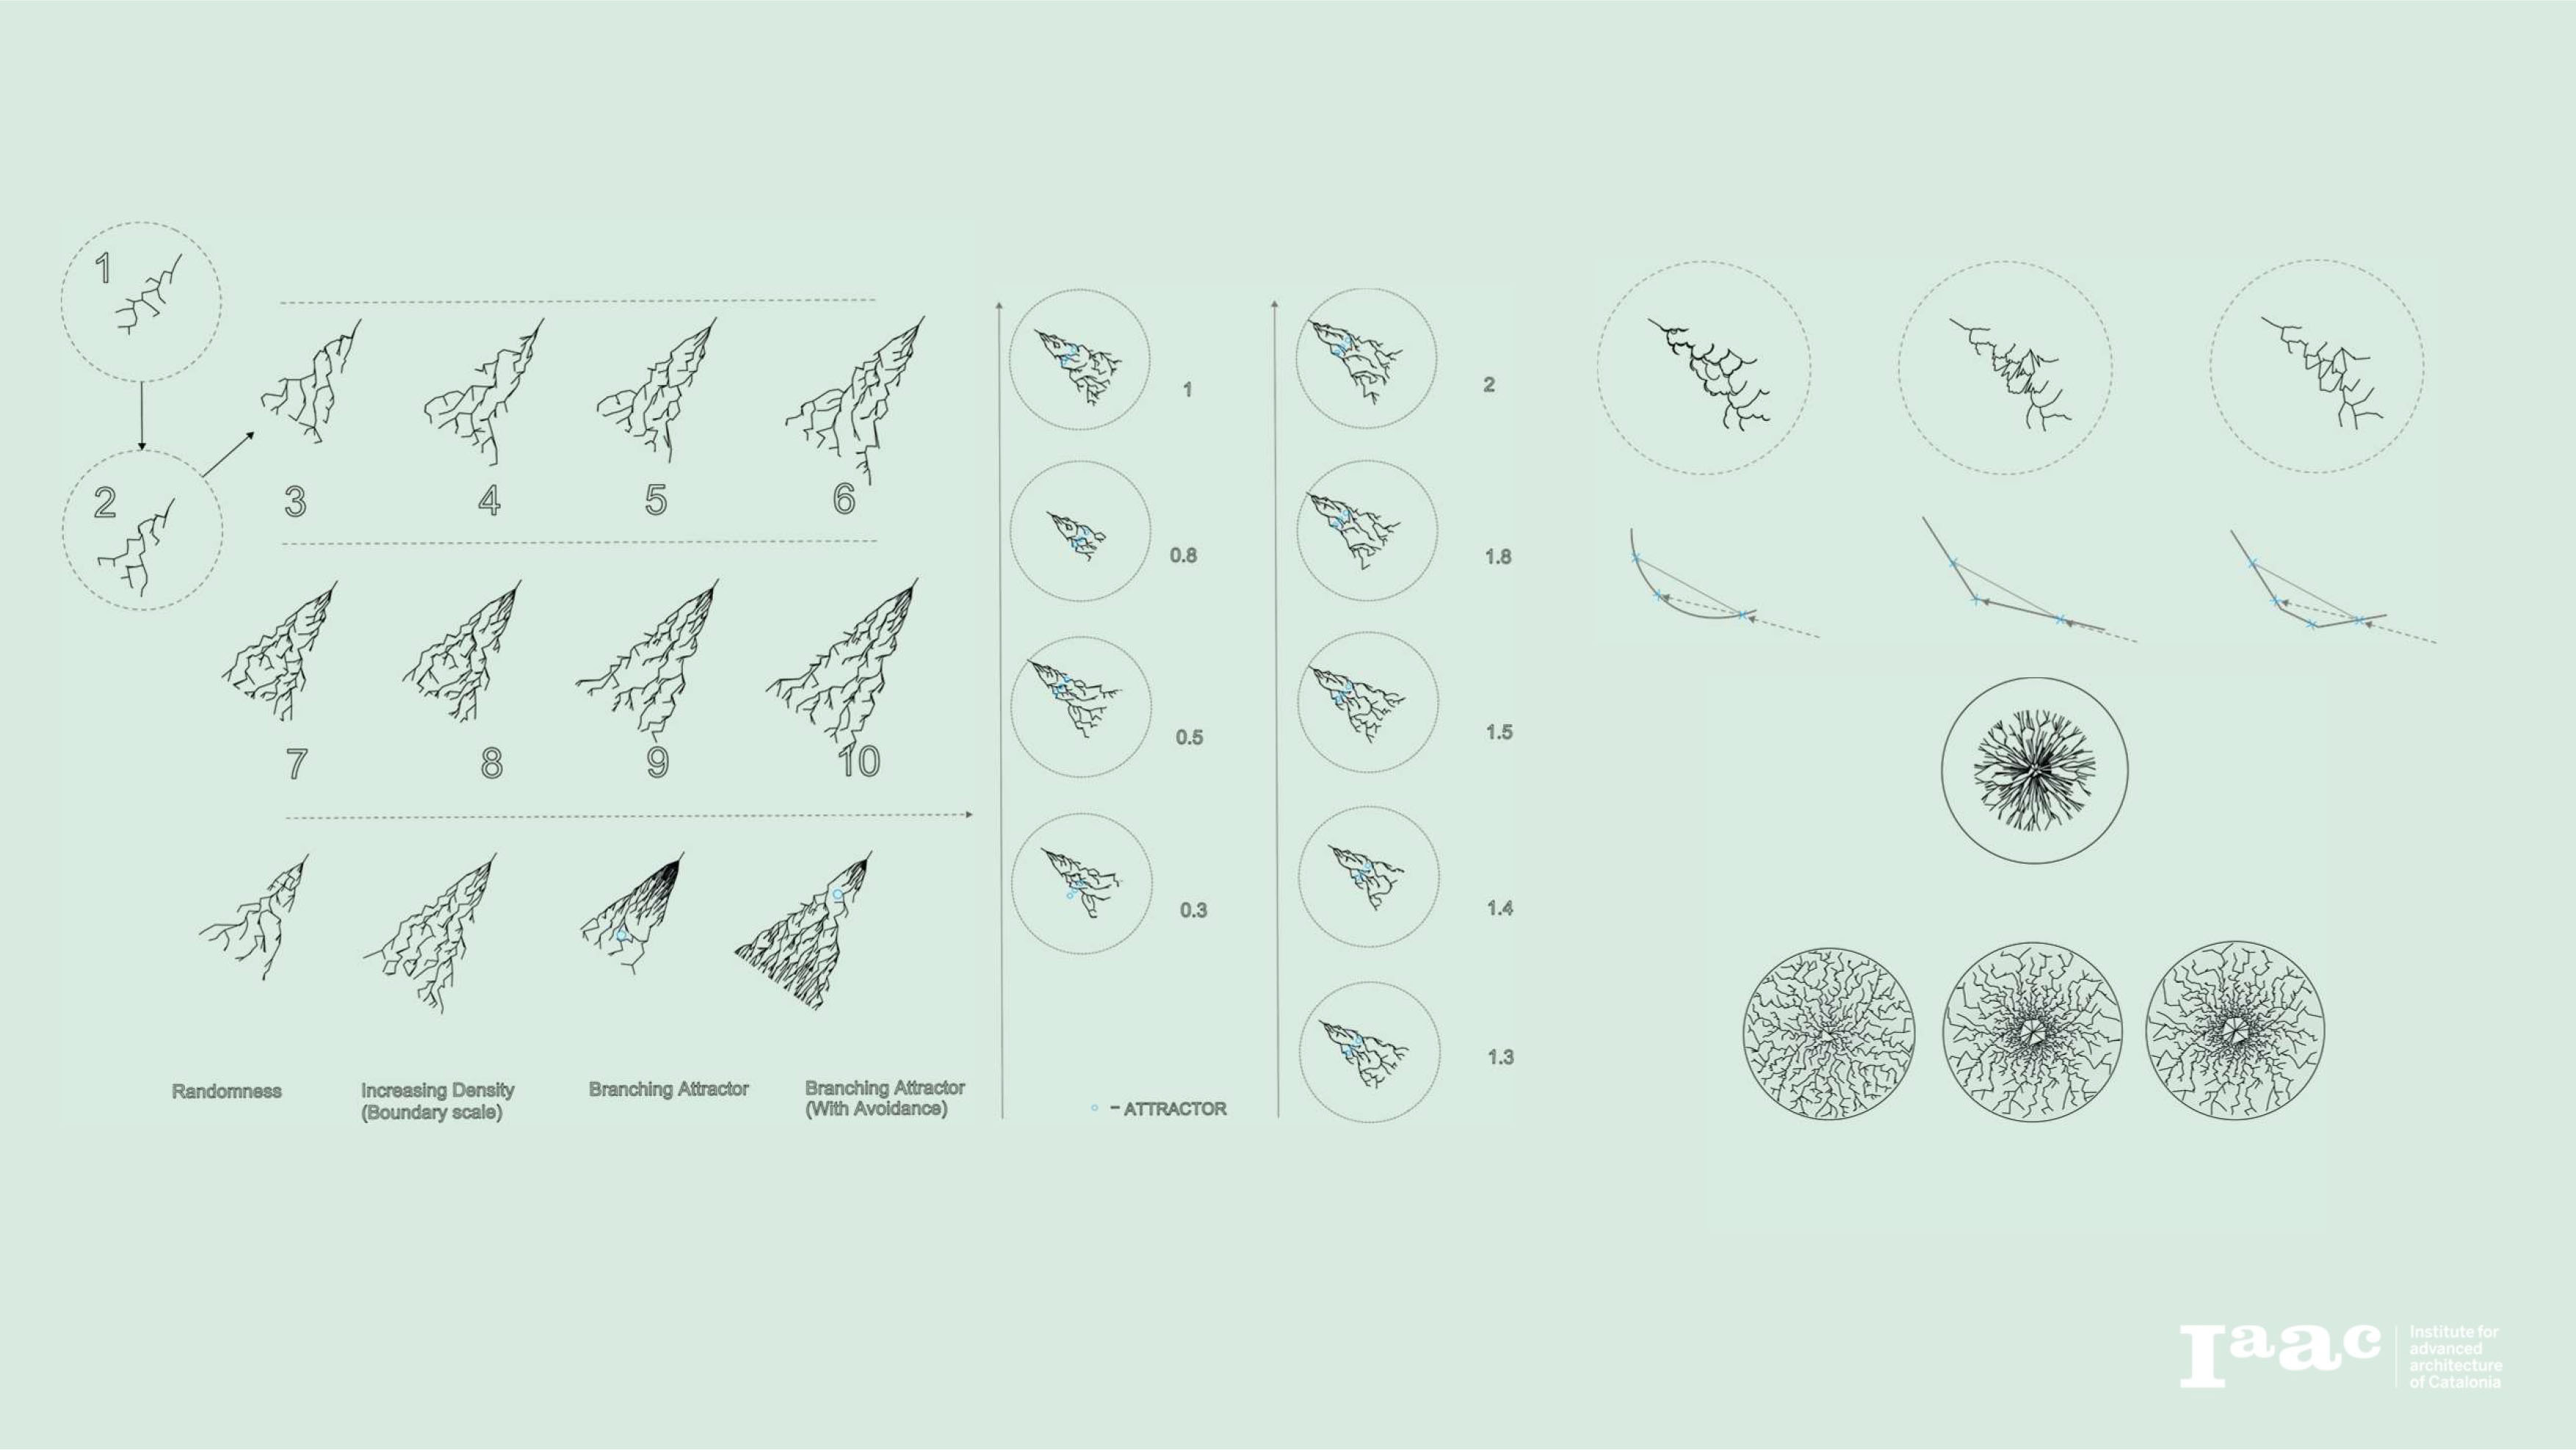 1
2
3
4
5
6
7
8
9
10
Randomness
Increasing Density
(Boundary scale)
Branching Attractor
Branching Attractor
(With Avoidance)
1
0.8
0.5
0.3
- ATTRACTOR
2
1.8
1.5
1.4
1.3
Iaac
Institute for
advanced
architecture
of Catalonia